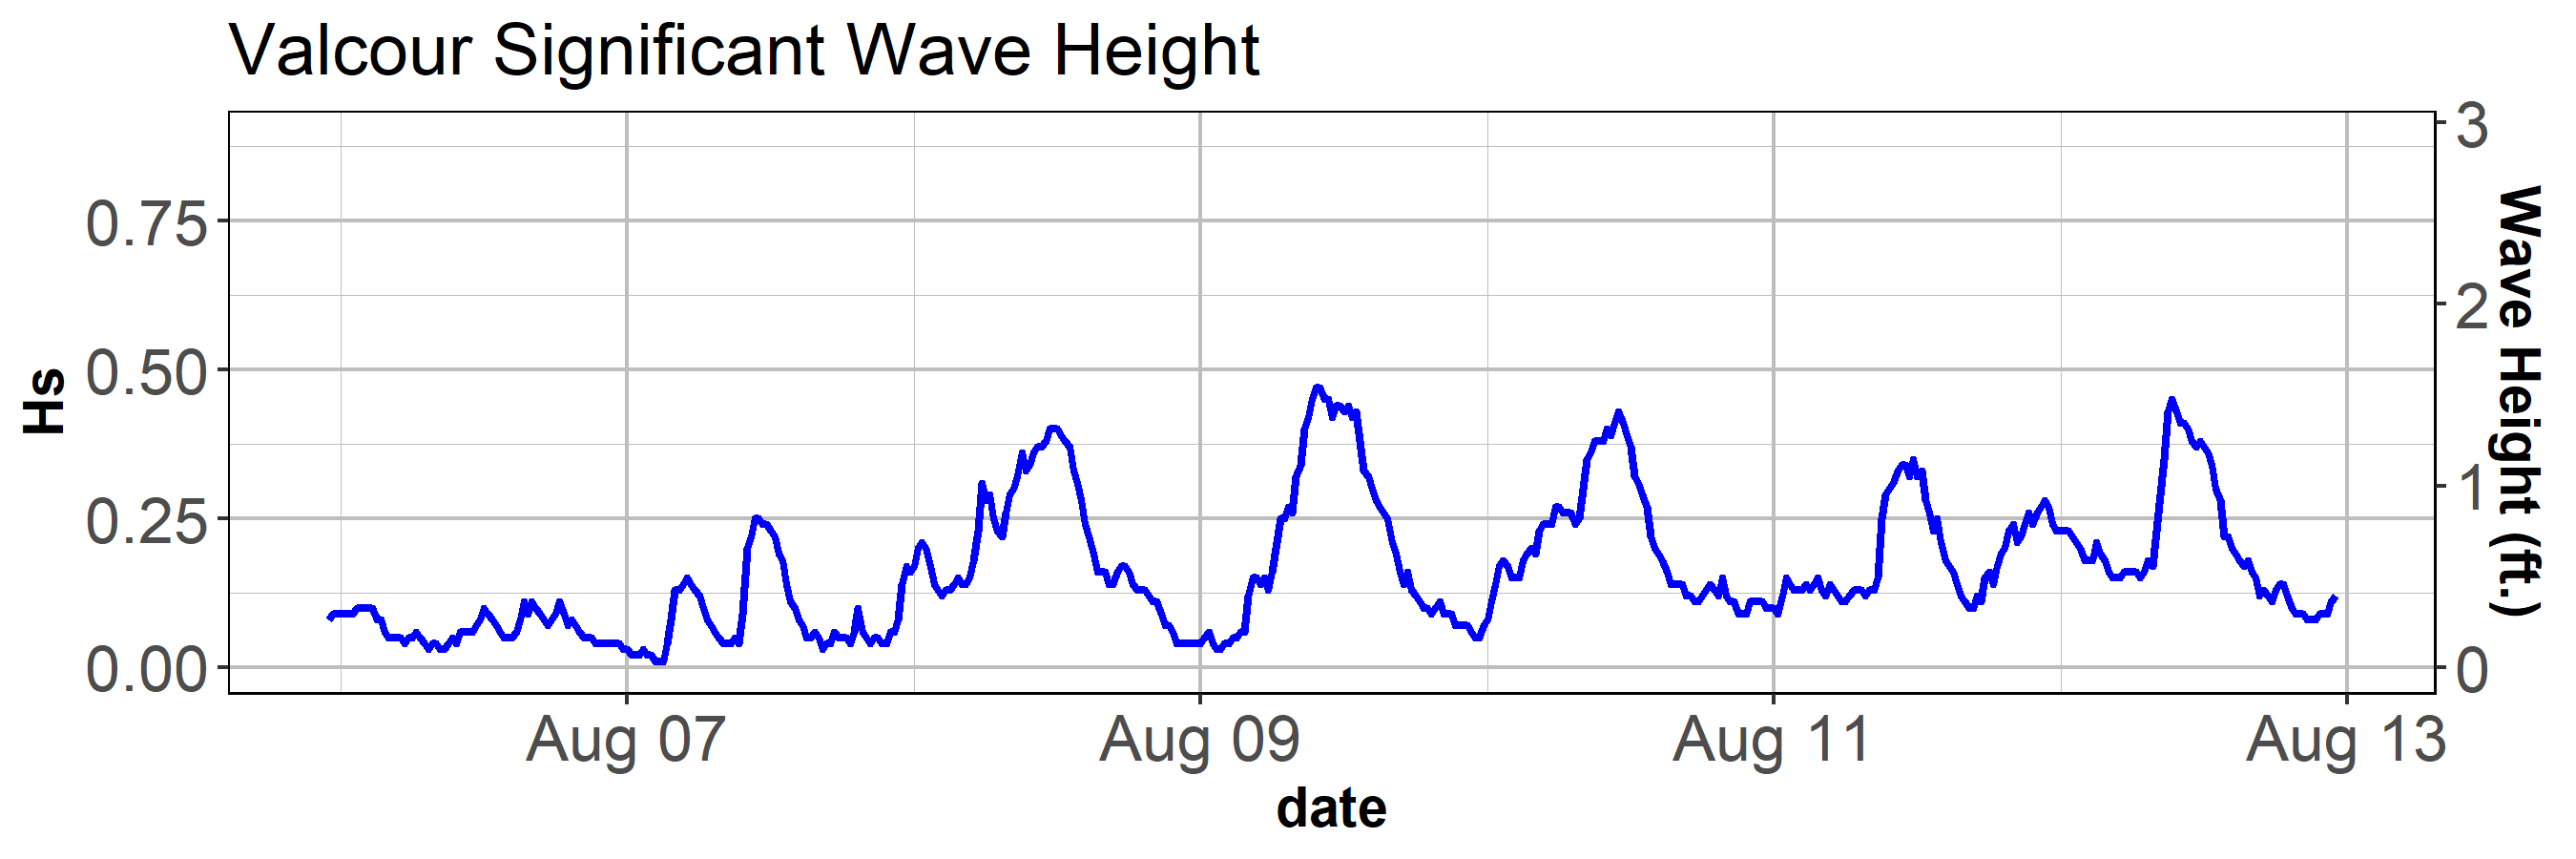 Valcour Significant Wave Height
Hs
0.75
0.50
0.25
0.00
3
2
1
0
Wave Height (ft.)
Aug 07 Aug 09 Aug 11 Aug 13
date